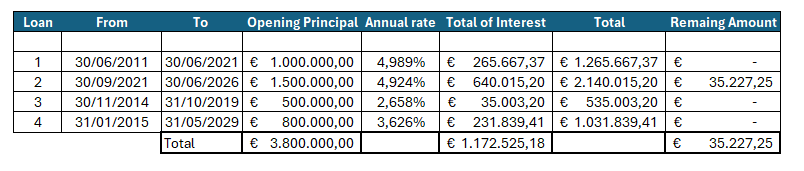 Loan From To Opening Principal Annual rate Total of Interest Total Remaing Amount
1 30/06/2011 30/06/2021 € 1.000.000,00 4,989% € 265.667,37 € 1.265.667,37 € -
2 30/09/2021 30/06/2026 € 1.500.000,00 4,924% € 640.015,20 € 2.140.015,20 € 35.227,25
3 30/11/2014 31/10/2019 € 500.000,00 2,658% € 35.003,20 € 535.003,20 € -
4 31/01/2015 31/05/2029 € 800.000,00 3,626% € 231.839,41 € 1.031.839,41 € -
Total € 3.800.000,00 € 1.172.525,18 € 35.227,25